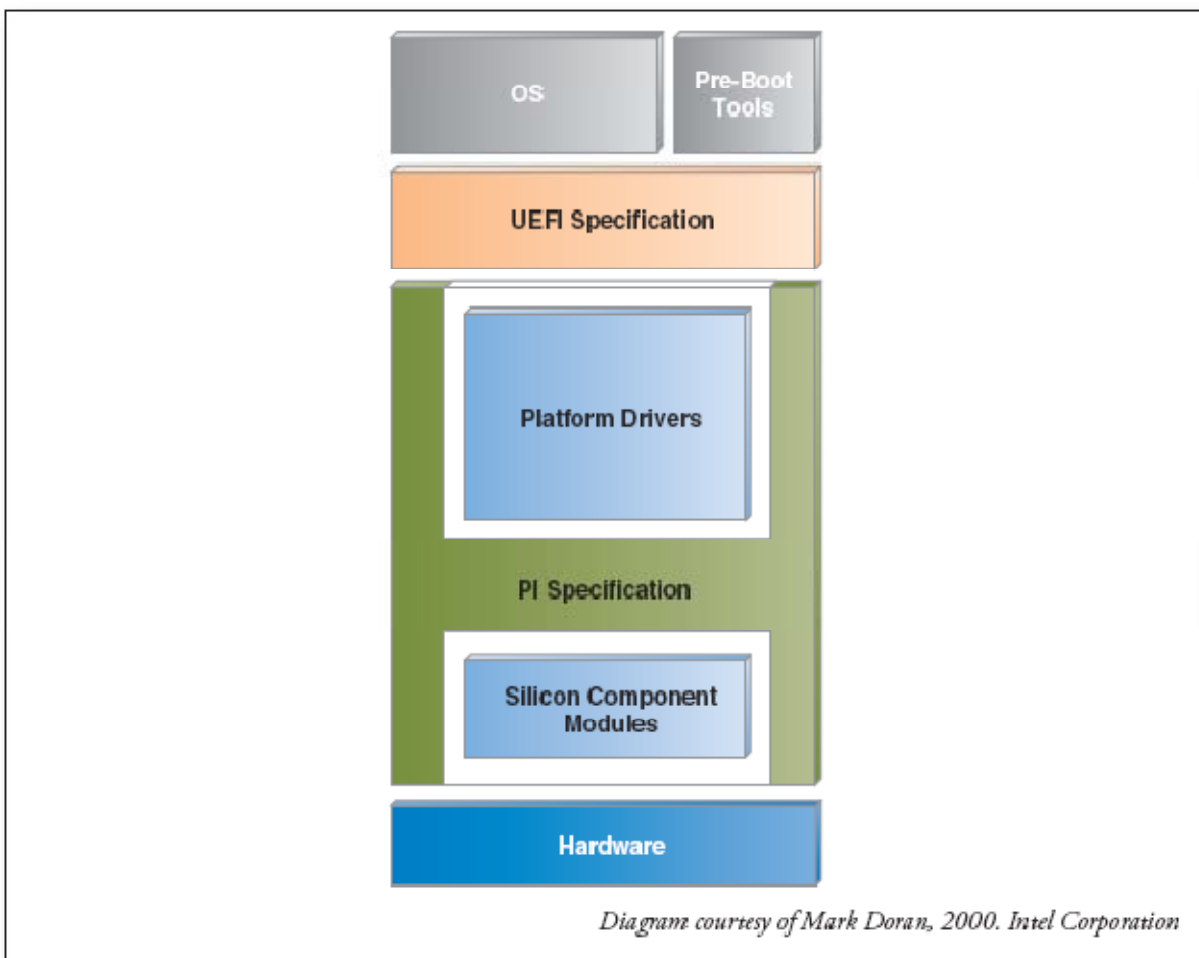 OS
Pre-Boot
Tools
UEFI Specification
Platform Drivers
PI Specification
Silicon Component
Modules
Hardware
Diagram courtesy of Mark Doran, 2000. Intel Corporation